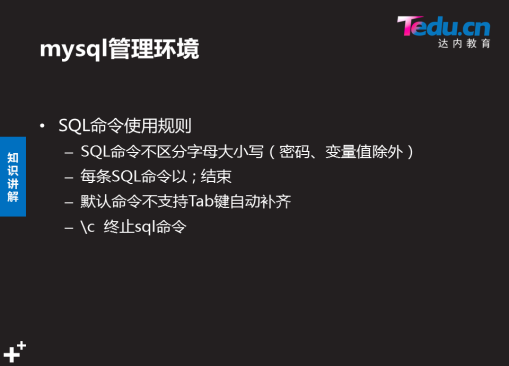 mysql管理环境
Tedu.cn
达内教育
• SQL命令使用规则
– SQL命令不区分字母大小写（密码、变量值除外）
– 每条SQL命令以 ; 结束
– 默认命令不支持Tab键自动补齐
– \c 终止sql命令
知识讲解